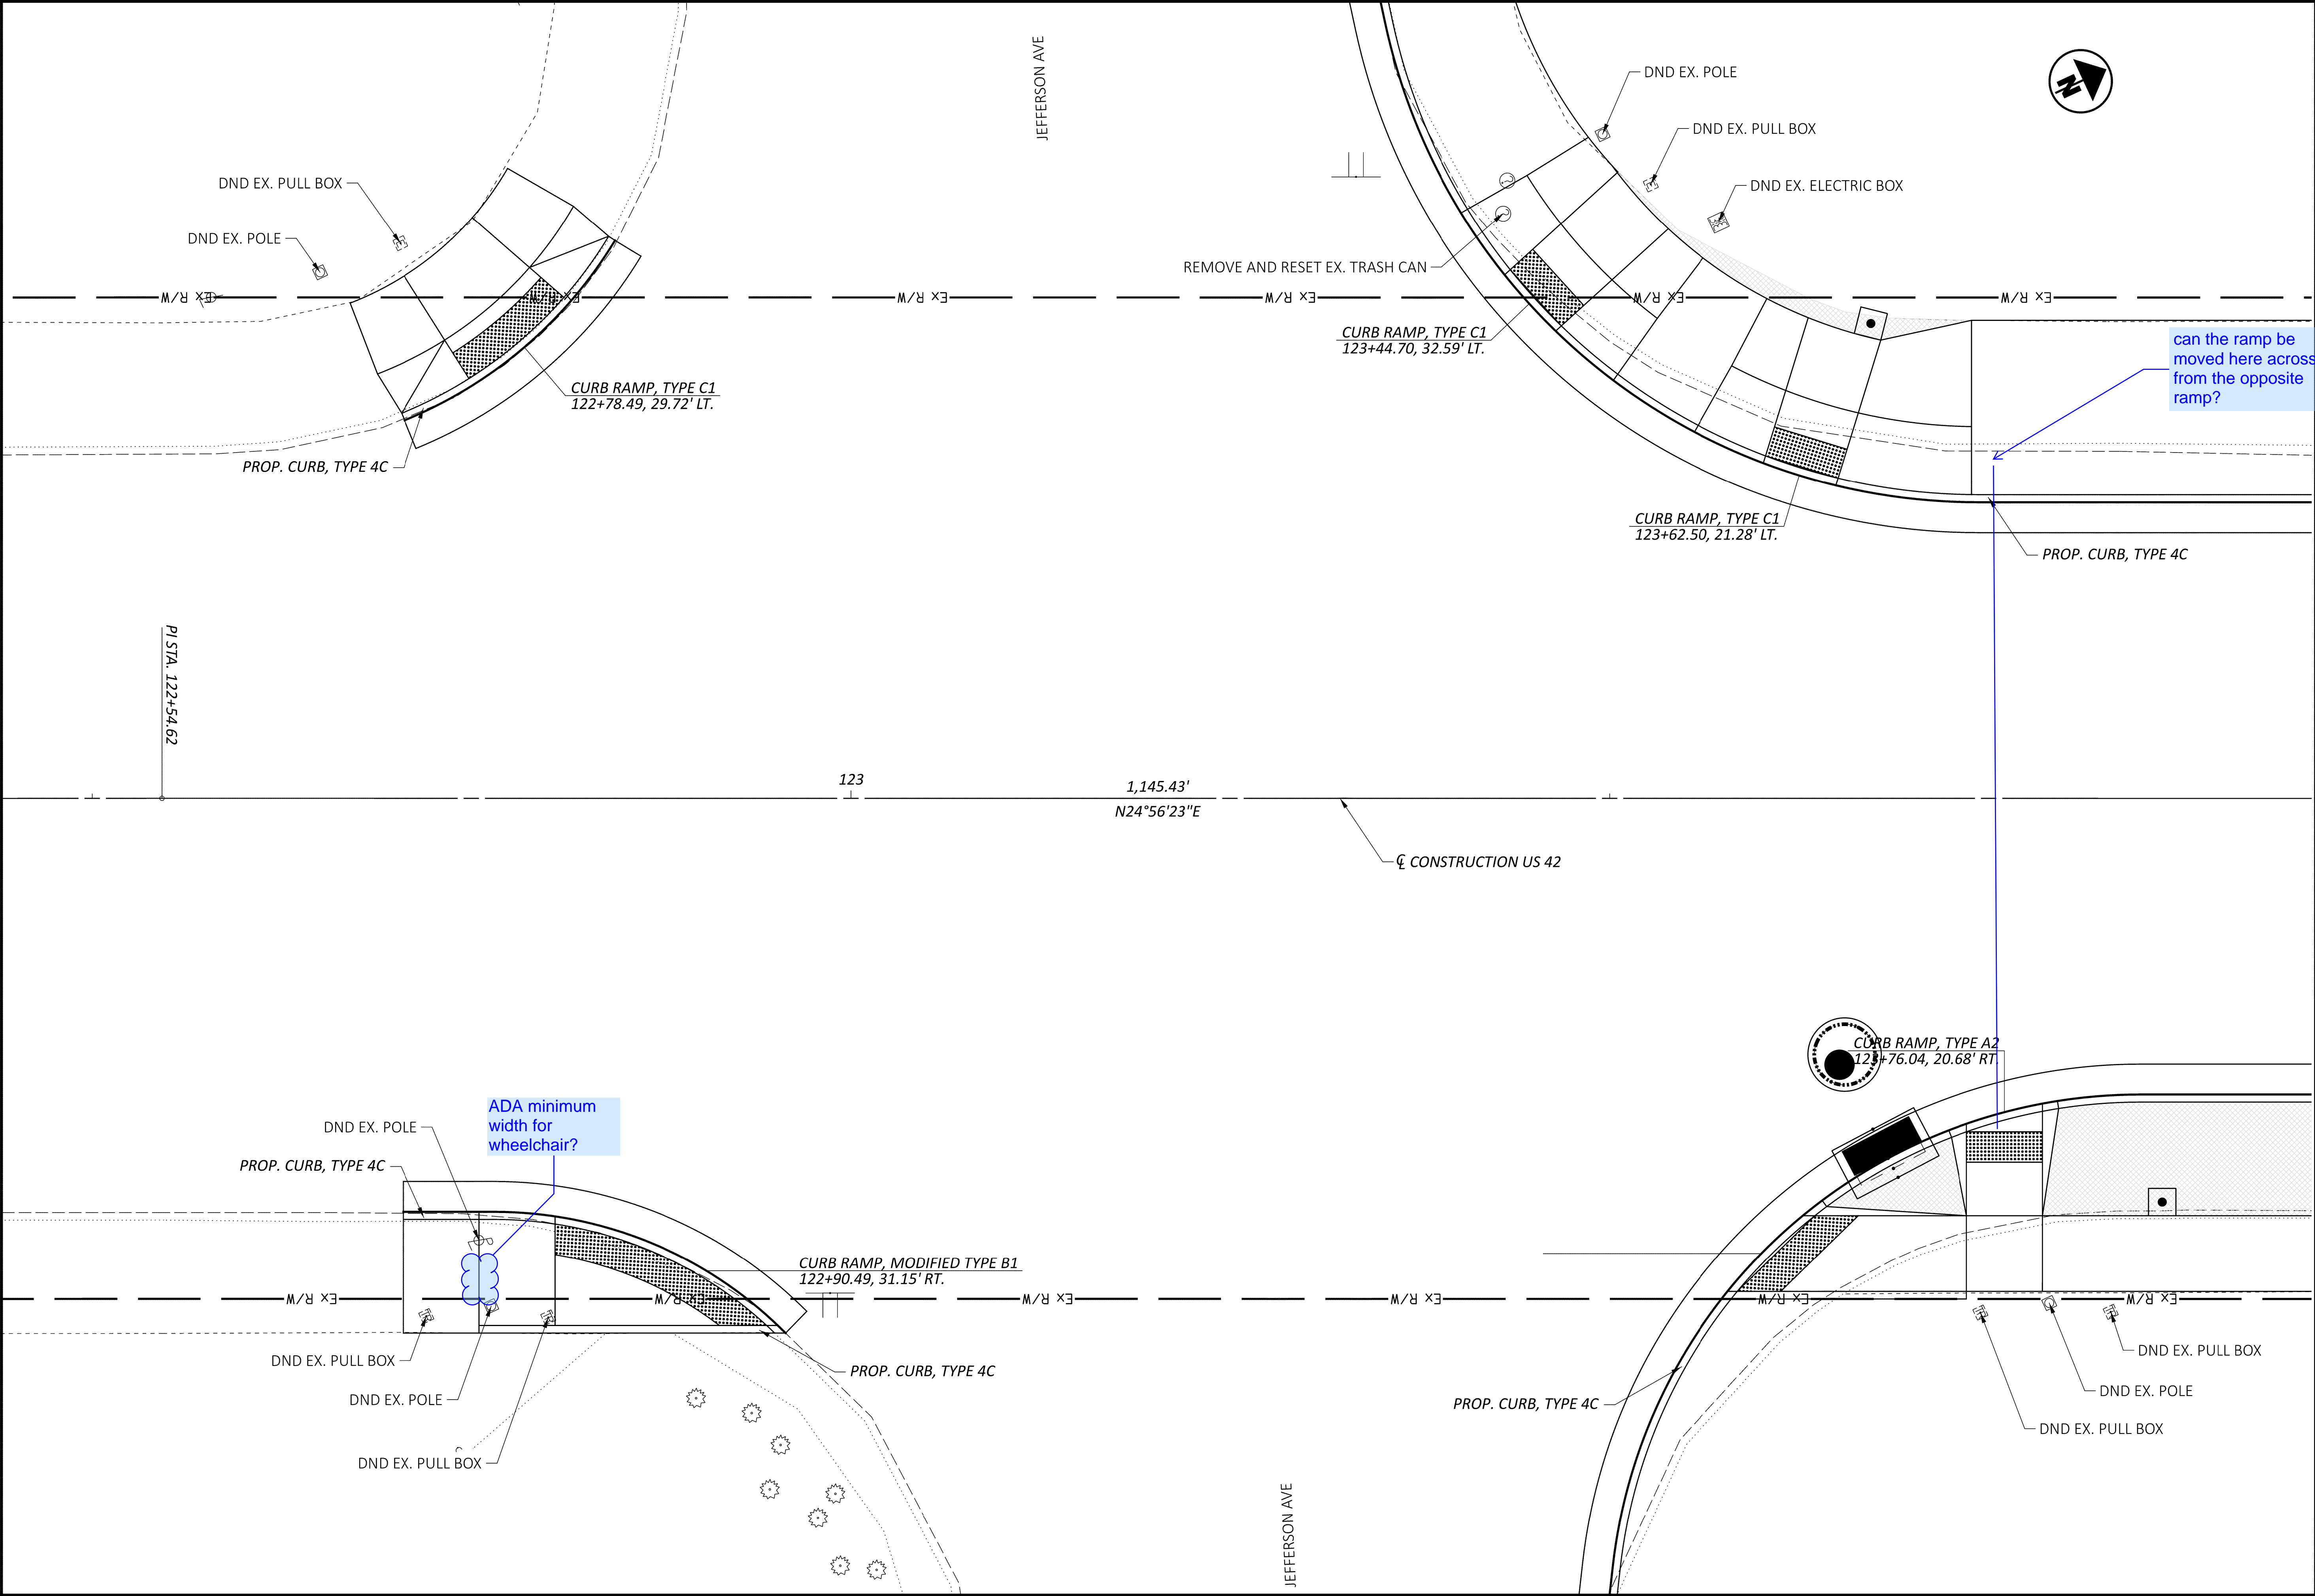 JEFFERSON AVE
DND EX. POLE
N
DND EX. PULL BOX
DND EX. PULL BOX
DND EX. ELECTRIC BOX
DND EX. POLE
REMOVE AND RESET EX. TRASH CAN
EX R/W
EX R/W
EX R/W
EX R/W
EX R/W
EX R/W
CURB RAMP, TYPE C1
123+44.70, 32.59' LT.
can the ramp be
moved here across
from the opposite
ramp?
CURB RAMP, TYPE C1
122+78.49, 29.72' LT.
PROP. CURB, TYPE 4C
CURB RAMP, TYPE C1
123+62.50, 21.28' LT.
PROP. CURB, TYPE 4C
PI STA. 122+54.62
123
1,145.43'
N24°56'23"E
℄ CONSTRUCTION US 42
CURB RAMP, TYPE A2
123+76.04, 20.68' RT.
ADA minimum
width for
wheelchair?
DND EX. POLE
PROP. CURB, TYPE 4C
CURB RAMP, MODIFIED TYPE B1
122+90.49, 31.15' RT.
EX R/W
EX R/W
EX R/W
EX R/W
EX R/W
EX R/W
DND EX. PULL BOX
PROP. CURB, TYPE 4C
DND EX. PULL BOX
DND EX. POLE
DND EX. POLE
PROP. CURB, TYPE 4C
DND EX. PULL BOX
DND EX. PULL BOX
JEFFERSON AVE